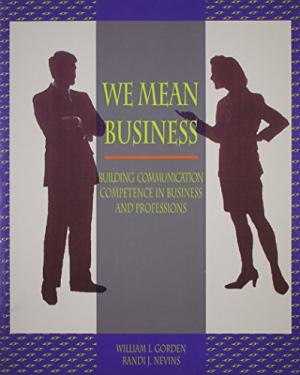 WE MEAN
BUSINESS
BUILDING COMMUNICATION
COMPETENCE IN BUSINESS
AND PROFESSIONS
WILLIAM I. GORDEN
RANDI J. NEVINS